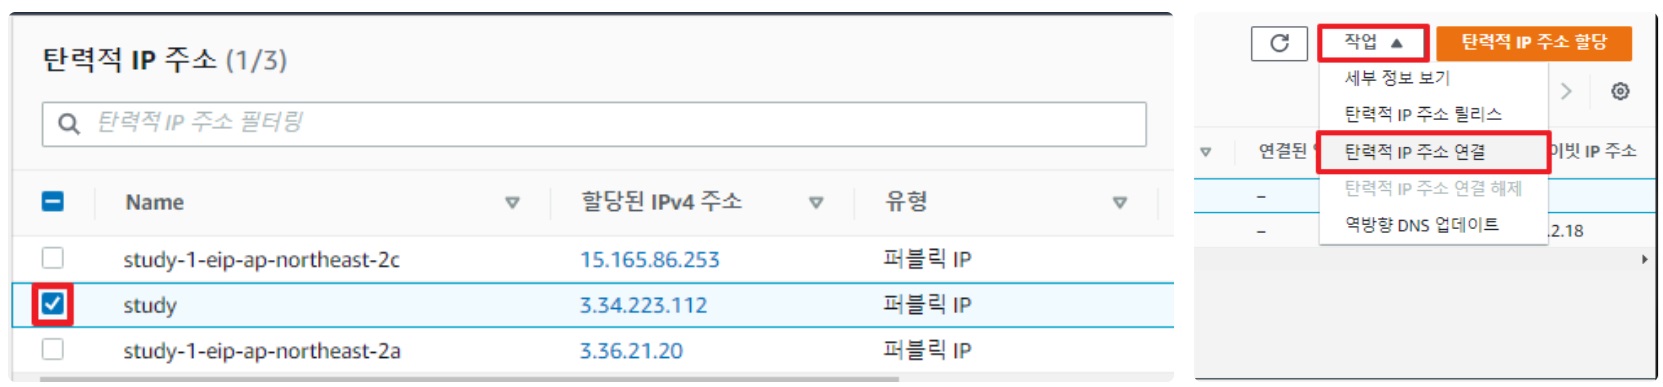 탄력적 IP 주소 (1/3)
탄력적 IP 주소 필터링
Name 할당된 IPv4 주소 유형
study-1-eip-ap-northeast-2c 15.165.86.253 퍼블릭 IP
study 3.34.223.112 퍼블릭 IP
study-1-eip-ap-northeast-2a 3.36.21.20 퍼블릭 IP
작업 ▲ 탄력적 IP 주소 할당
세부 정보 보기
탄력적 IP 주소 릴리스
연결된 탄력적 IP 주소 연결 이빗 IP 주소
– 탄력적 IP 주소 연결 해제
– 역방향 DNS 업데이트 .2.18